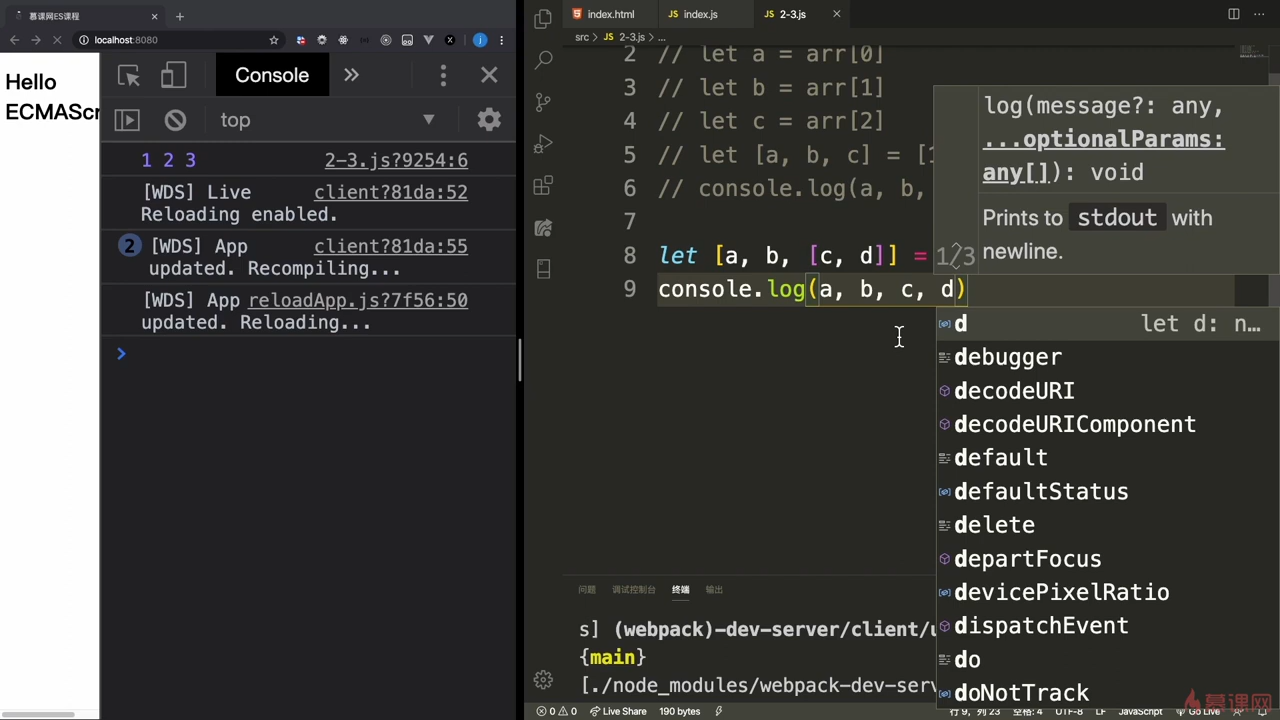 慕课网ES课程
localhost:8080
Hello
ECMAScr
Console
top
1 2 3 2-3.js?9254:6
[WDS] Live client?81da:52
Reloading enabled.
2 [WDS] App client?81da:55
updated. Recompiling...
[WDS] App reloadApp.js?7f56:50
updated. Reloading...
index.html
JS index.js
JS 2-3.js
src > JS 2-3.js > ...
2 // let a = arr[0]
3 // let b = arr[1]
4 // let c = arr[2]
5 // let [a, b, c] = [1
6 // console.log(a, b,
7
8 let [a, b, [c, d]] =
9 console.log(a, b, c, d)
1/3
log(message?: any,
...optionalParams:
any[]): void
Prints to stdout with
newline.
d let d: n…
debugger
decodeURI
decodeURIComponent
default
defaultStatus
delete
departFocus
devicePixelRatio
dispatchEvent
do
doNotTrack
问题 调试控制台 终端 输出
s] (webpack)-dev-server/client/u
{main}
[./node_modules/webpack-dev-serv
0 0 Live Share 190 bytes
行 9，列 23 空格: 4 UTF-8 LF JavaScript Go Live
慕课网